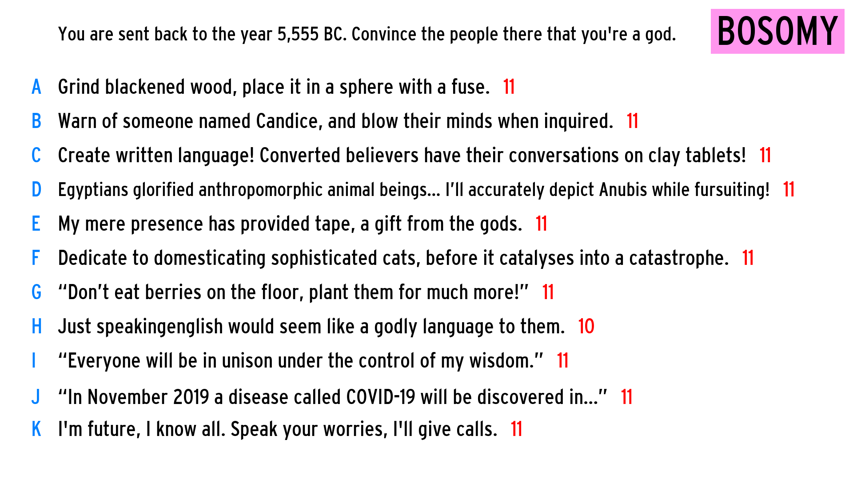 You are sent back to the year 5,555 BC. Convince the people there that you're a god.
BOSOMY
A Grind blackened wood, place it in a sphere with a fuse. 11
B Warn of someone named Candice, and blow their minds when inquired. 11
C Create written language! Converted believers have their conversations on clay tablets! 11
D Egyptians glorified anthropomorphic animal beings... I'll accurately depict Anubis while fursuiting! 11
E My mere presence has provided tape, a gift from the gods. 11
F Dedicate to domesticating sophisticated cats, before it catalyses into a catastrophe. 11
G “Don’t eat berries on the floor, plant them for much more!” 11
H Just speakingenglish would seem like a godly language to them. 10
I “Everyone will be in unison under the control of my wisdom.” 11
J “In November 2019 a disease called COVID-19 will be discovered in...” 11
K I'm future, I know all. Speak your worries, I'll give calls. 11